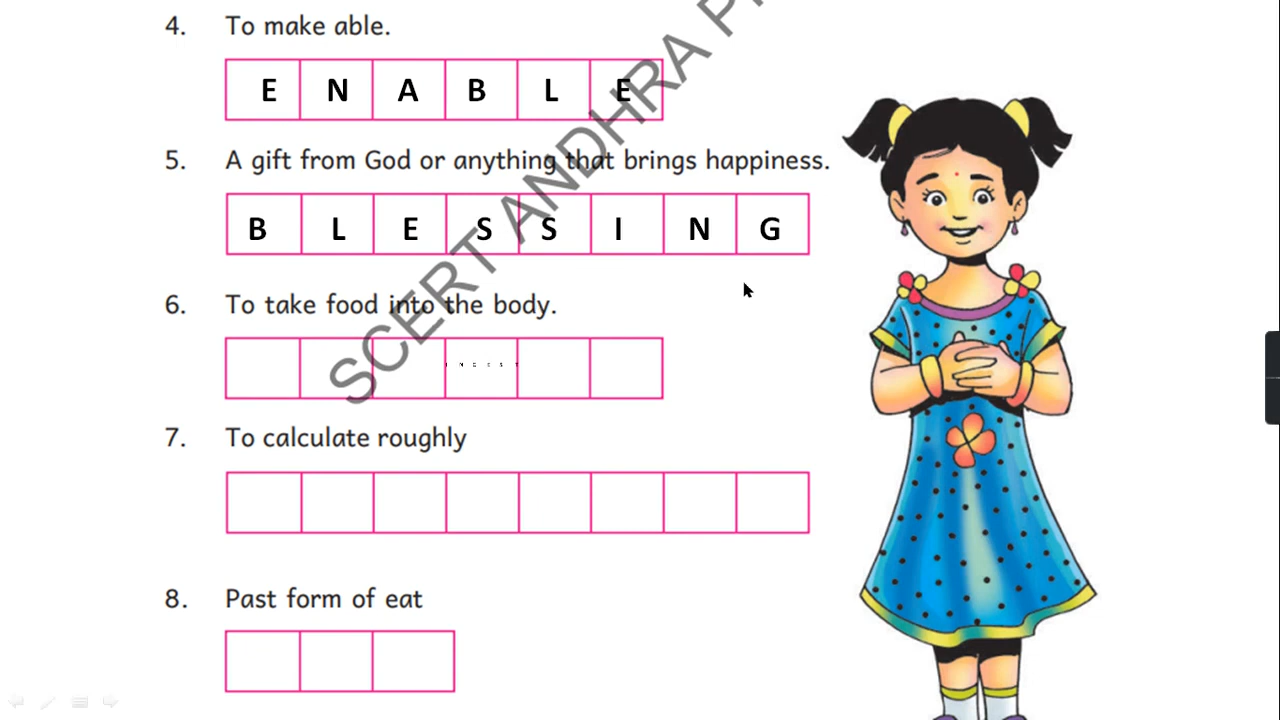 4. To make able.
E N A B L E
5. A gift from God or anything that brings happiness.
B L E S S I N G
6. To take food into the body.
I N G E S T
7. To calculate roughly
8. Past form of eat
SCERT ANDHRA